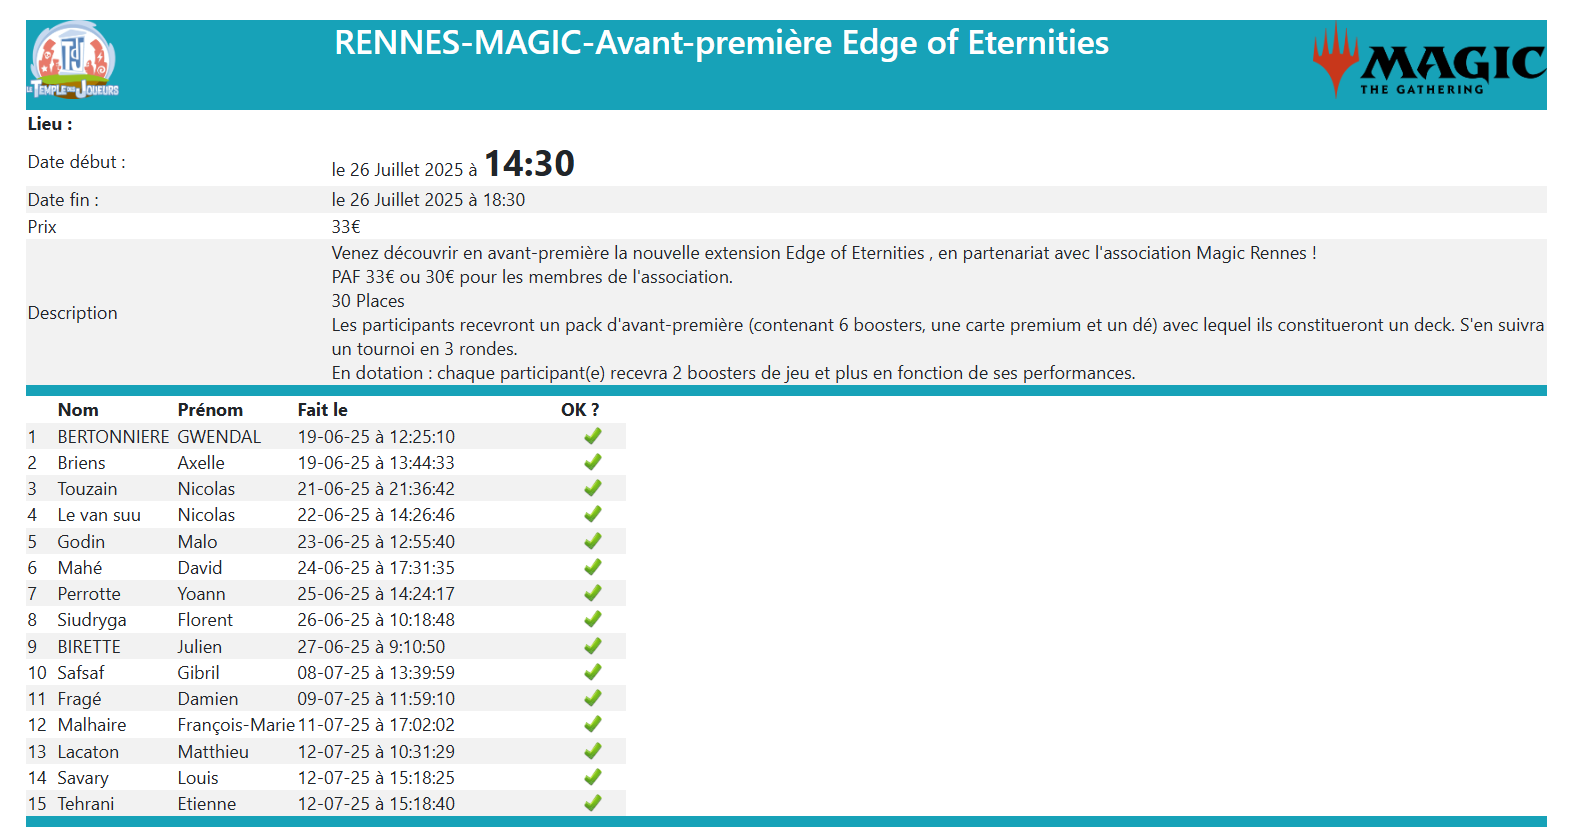 RENNES-MAGIC-Avant-première Edge of Eternities
TDJ
LE TEMPLE DES JOUEURS
MAGIC
THE GATHERING
Lieu :
Date début : le 26 Juillet 2025 à 14:30
Date fin : le 26 Juillet 2025 à 18:30
Prix 33€
Description
Venez découvrir en avant-première la nouvelle extension Edge of Eternities , en partenariat avec l'association Magic Rennes !
PAF 33€ ou 30€ pour les membres de l'association.
30 Places
Les participants recevront un pack d'avant-première (contenant 6 boosters, une carte premium et un dé) avec lequel ils constitueront un deck. S'en suivra
un tournoi en 3 rondes.
En dotation : chaque participant(e) recevra 2 boosters de jeu et plus en fonction de ses performances.
Nom Prénom Fait le OK ?
1 BERTONNIERE GWENDAL 19-06-25 à 12:25:10
2 Briens Axelle 19-06-25 à 13:44:33
3 Touzain Nicolas 21-06-25 à 21:36:42
4 Le van suu Nicolas 22-06-25 à 14:26:46
5 Godin Malo 23-06-25 à 12:55:40
6 Mahé David 24-06-25 à 17:31:35
7 Perrotte Yoann 25-06-25 à 14:24:17
8 Siudryga Florent 26-06-25 à 10:18:48
9 BIRETTE Julien 27-06-25 à 9:10:50
10 Safsaf Gibril 08-07-25 à 13:39:59
11 Fragé Damien 09-07-25 à 11:59:10
12 Malhaire François-Marie 11-07-25 à 17:02:02
13 Lacaton Matthieu 12-07-25 à 10:31:29
14 Savary Louis 12-07-25 à 15:18:25
15 Tehrani Etienne 12-07-25 à 15:18:40